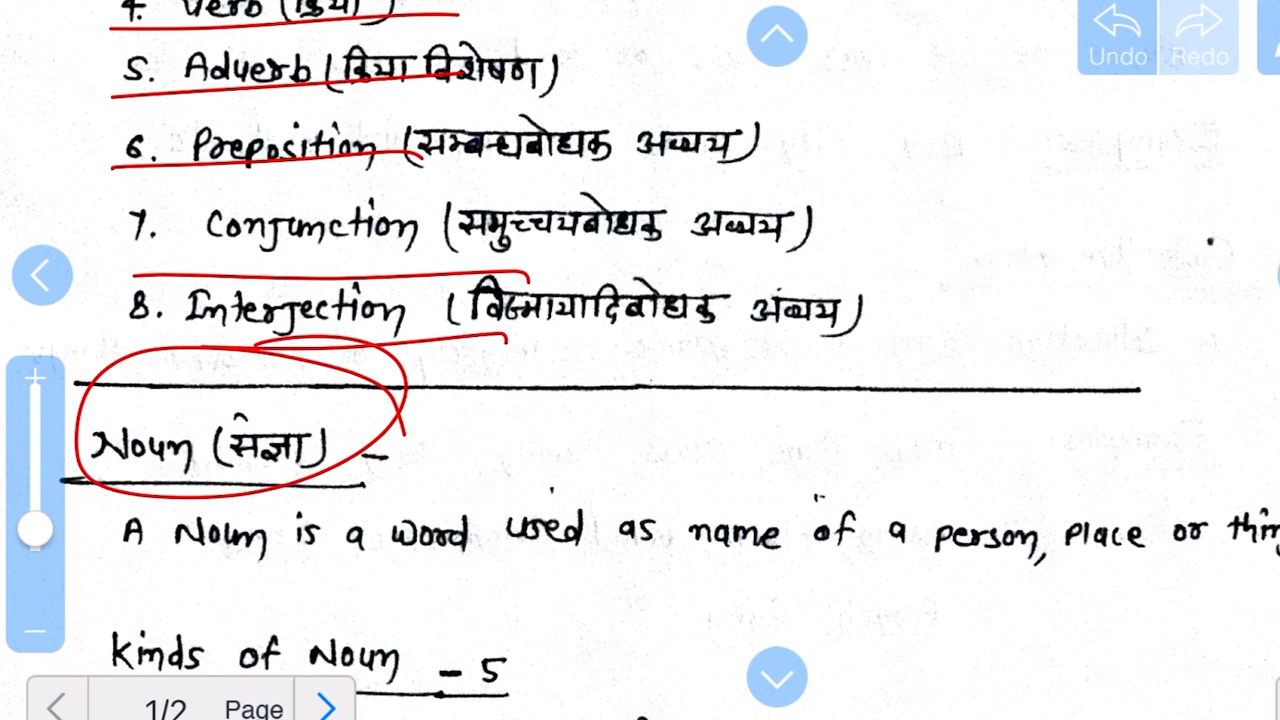 4. Verb (क्रिया)
Undo Redo
5. Adverb (क्रिया विशेषण)
6. Preposition (सम्बन्धबोधक अव्यय)
7. Conjunction (समुच्चयबोधक अव्यय)
8. Interjection (विस्मयादिबोधक अव्यय)
Noun (संज्ञा) -
A Noun is a word used as name of a person, place or thin
Kinds of Noun - 5
1/2 Page